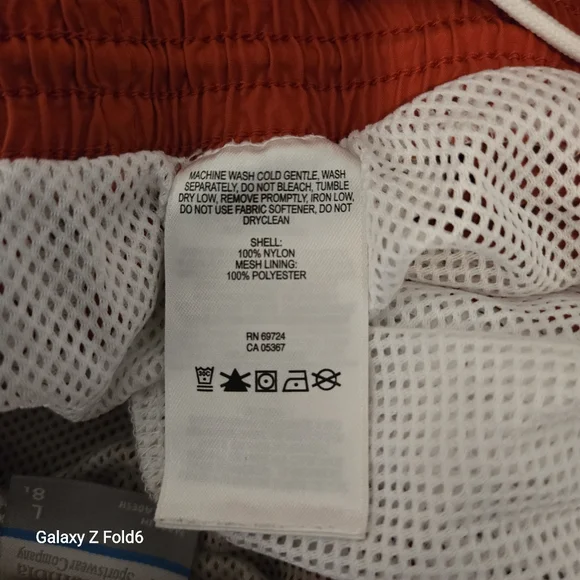 MACHINE WASH COLD GENTLE, WASH
SEPARATELY, DO NOT BLEACH, TUMBLE
DRY LOW, REMOVE PROMPTLY, IRON LOW,
DO NOT USE FABRIC SOFTENER, DO NOT
DRYCLEAN
SHELL:
100% NYLON
MESH LINING:
100% POLYESTER
RN 69724
CA 05367
30C
L
8"
Sportswear Company
Galaxy Z Fold6